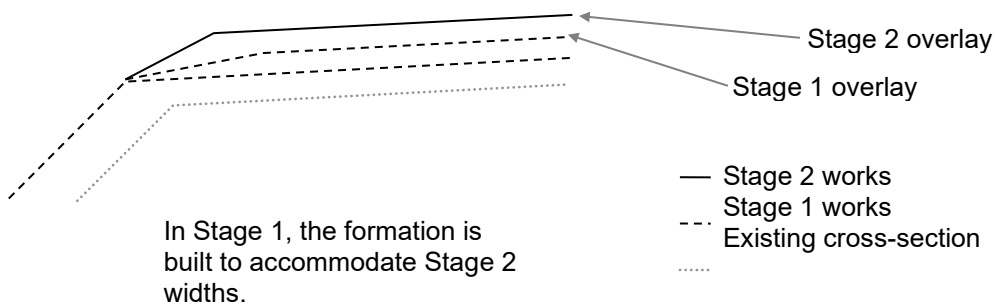 Stage 2 overlay
Stage 1 overlay
Stage 2 works
Stage 1 works
Existing cross-section
In Stage 1, the formation is
built to accommodate Stage 2
widths.